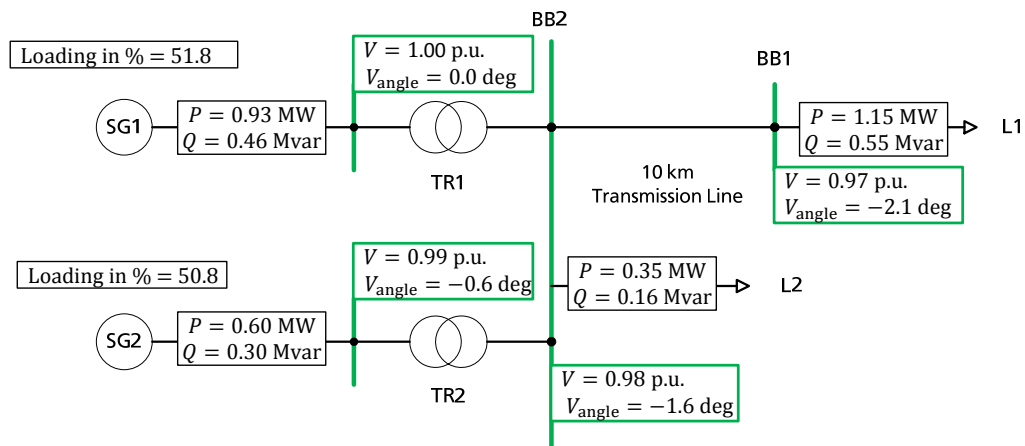 BB2
Loading in % = 51.8
V = 1.00 p.u.
V_angle = 0.0 deg
BB1
SG1
P = 0.93 MW
Q = 0.46 Mvar
P = 1.15 MW
Q = 0.55 Mvar
L1
TR1
10 km
Transmission Line
V = 0.97 p.u.
V_angle = −2.1 deg
Loading in % = 50.8
V = 0.99 p.u.
V_angle = −0.6 deg
P = 0.35 MW
Q = 0.16 Mvar
L2
SG2
P = 0.60 MW
Q = 0.30 Mvar
TR2
V = 0.98 p.u.
V_angle = −1.6 deg